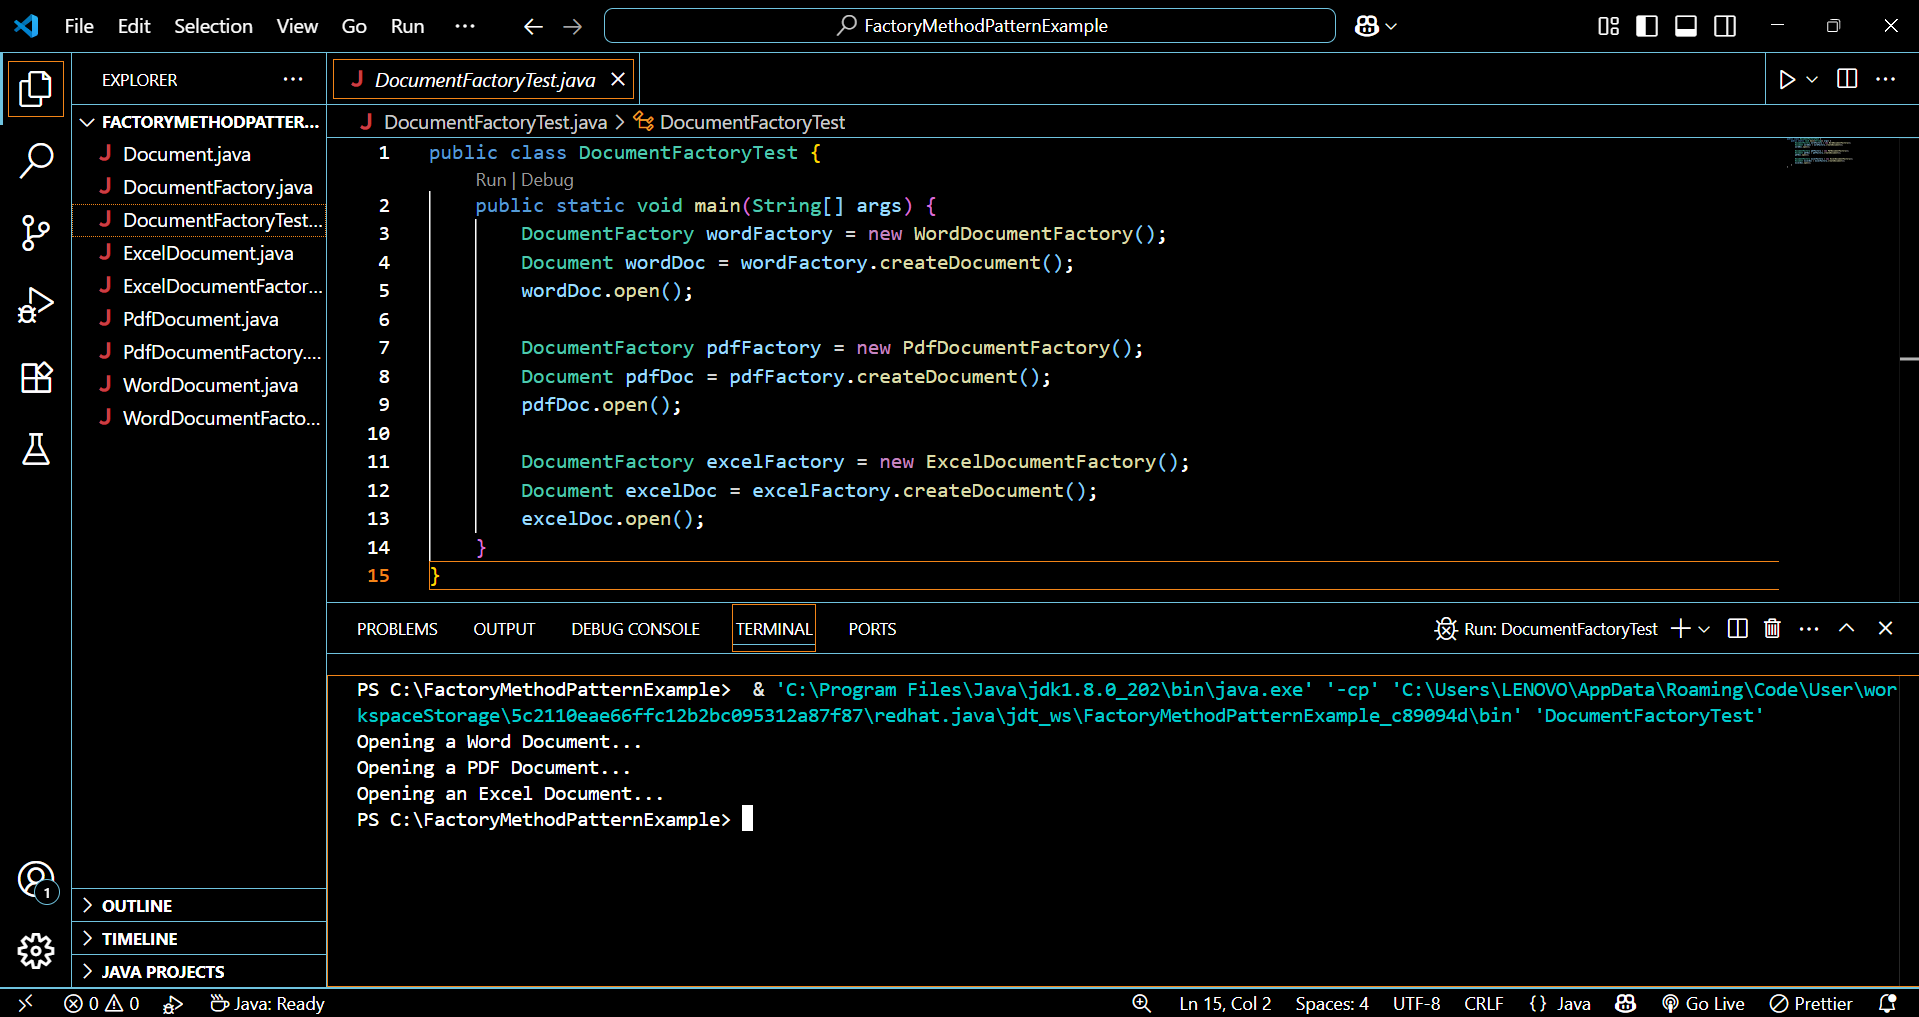 File Edit Selection View Go Run ··· FactoryMethodPatternExample
EXPLORER ···
FACTORYMETHODPATTER...
Document.java
DocumentFactory.java
DocumentFactoryTest...
ExcelDocument.java
ExcelDocumentFactor...
PdfDocument.java
PdfDocumentFactory....
WordDocument.java
WordDocumentFacto...
OUTLINE
TIMELINE
JAVA PROJECTS
1
J DocumentFactoryTest.java
J DocumentFactoryTest.java > DocumentFactoryTest
1 public class DocumentFactoryTest {
Run | Debug
2 public static void main(String[] args) {
3 DocumentFactory wordFactory = new WordDocumentFactory();
4 Document wordDoc = wordFactory.createDocument();
5 wordDoc.open();
6
7 DocumentFactory pdfFactory = new PdfDocumentFactory();
8 Document pdfDoc = pdfFactory.createDocument();
9 pdfDoc.open();
10
11 DocumentFactory excelFactory = new ExcelDocumentFactory();
12 Document excelDoc = excelFactory.createDocument();
13 excelDoc.open();
14 }
15 }
PROBLEMS OUTPUT DEBUG CONSOLE TERMINAL PORTS Run: DocumentFactoryTest
PS C:\FactoryMethodPatternExample> & 'C:\Program Files\Java\jdk1.8.0_202\bin\java.exe' '-cp' 'C:\Users\LENOVO\AppData\Roaming\Code\User\wor
kspaceStorage\5c2110eae66ffc12b2bc095312a87f87\redhat.java\jdt_ws\FactoryMethodPatternExample_c89094d\bin' 'DocumentFactoryTest'
Opening a Word Document...
Opening a PDF Document...
Opening an Excel Document...
PS C:\FactoryMethodPatternExample>
0 0 Java: Ready Ln 15, Col 2 Spaces: 4 UTF-8 CRLF {} Java Go Live Prettier